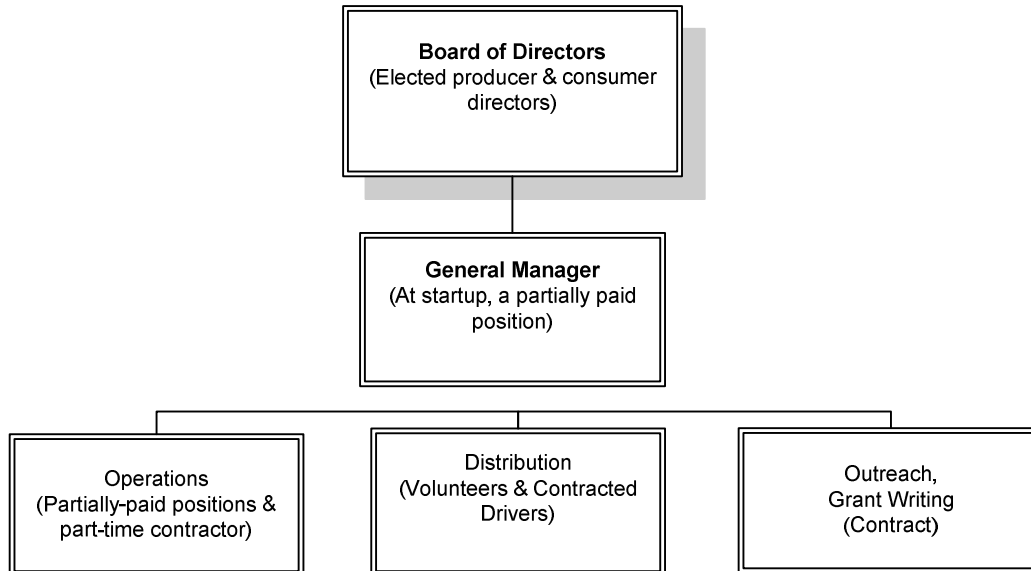 Board of Directors
(Elected producer & consumer
directors)
General Manager
(At startup, a partially paid
position)
Operations
(Partially-paid positions &
part-time contractor)
Distribution
(Volunteers & Contracted
Drivers)
Outreach,
Grant Writing
(Contract)